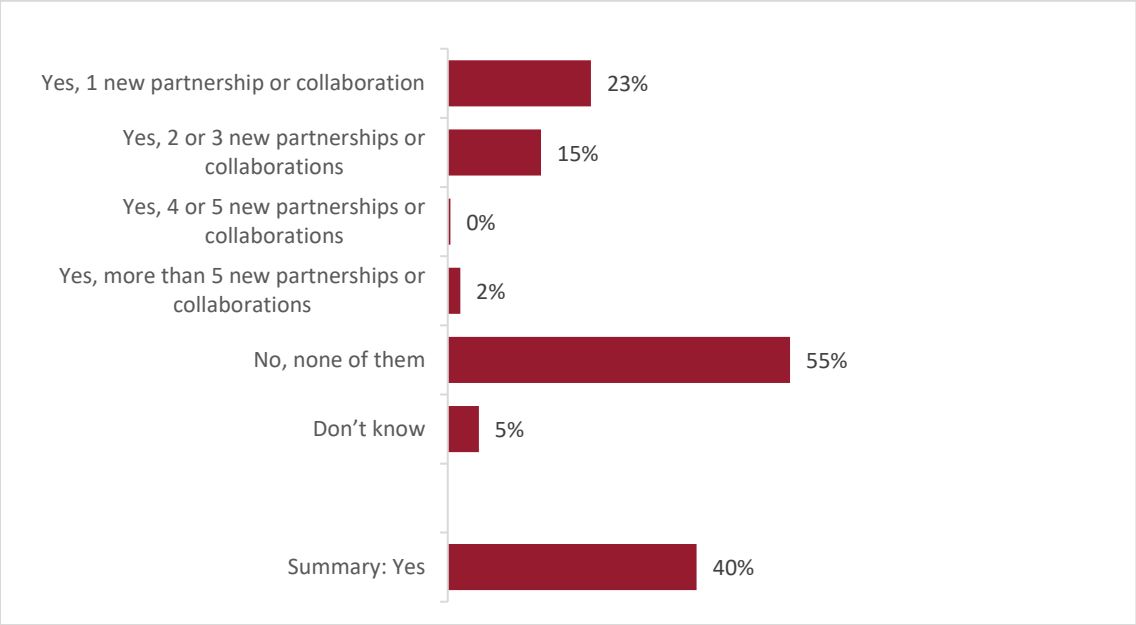 Yes, 1 new partnership or collaboration
23%
Yes, 2 or 3 new partnerships or
collaborations
15%
Yes, 4 or 5 new partnerships or
collaborations
0%
Yes, more than 5 new partnerships or
collaborations
2%
No, none of them
55%
Don’t know
5%
Summary: Yes
40%